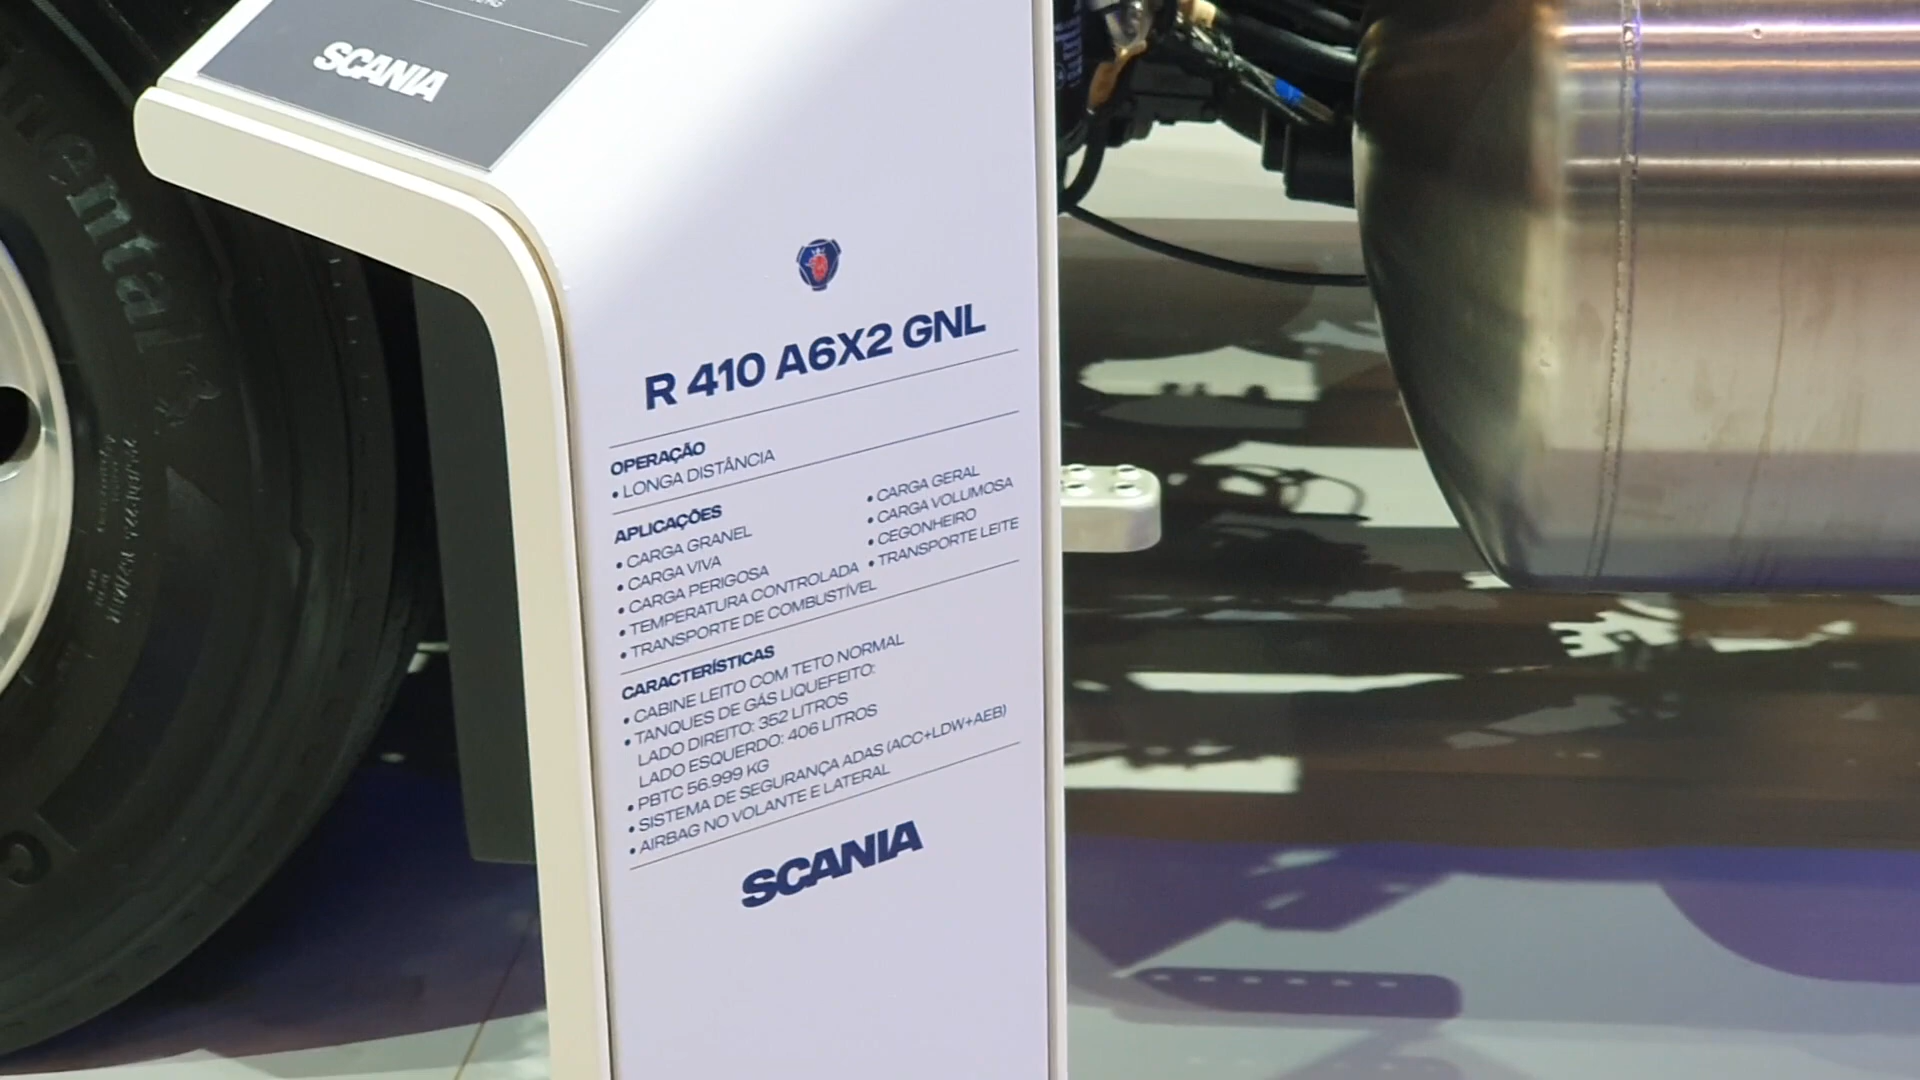 SCANIA
R 410 A6X2 GNL
OPERAÇÃO
• LONGA DISTÂNCIA
APLICAÇÕES
• CARGA GRANEL
• CARGA VIVA
• CARGA PERIGOSA
• TEMPERATURA CONTROLADA
• TRANSPORTE DE COMBUSTÍVEL
• CARGA GERAL
• CARGA VOLUMOSA
• CEGONHEIRO
• TRANSPORTE LEITE
CARACTERÍSTICAS
• CABINE LEITO COM TETO NORMAL
• TANQUES DE GÁS LIQUEFEITO:
LADO DIREITO: 352 LITROS
LADO ESQUERDO: 406 LITROS
• PBTC 56.999 KG
• SISTEMA DE SEGURANÇA ADAS (ACC+LDW+AEB)
• AIRBAG NO VOLANTE E LATERAL
SCANIA